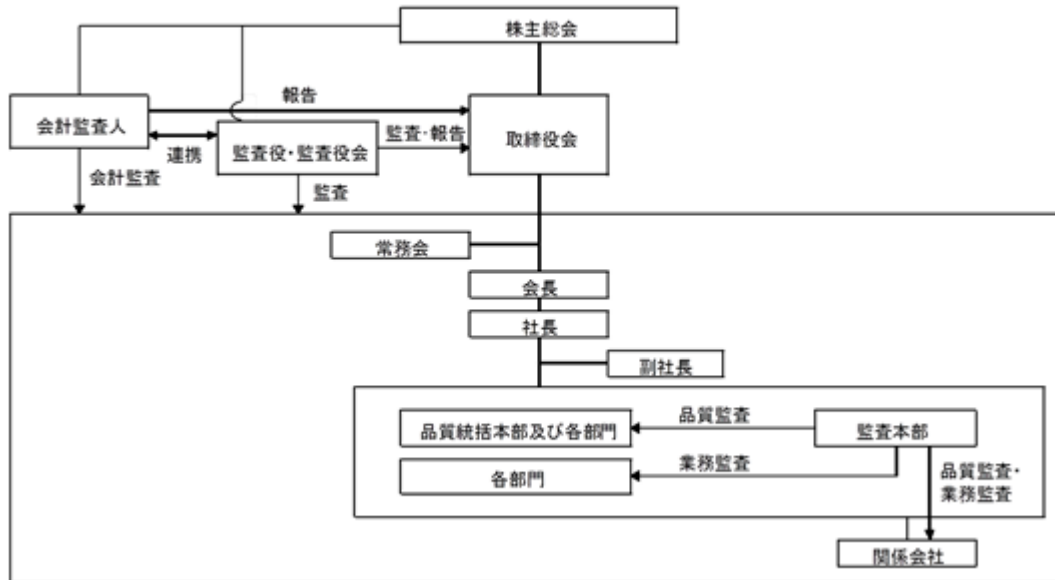 株主総会
報告
会計監査人
取締役会
監査・報告
連携
監査役・監査役会
会計監査
監査
常務会
会長
社長
副社長
品質統括本部及び各部門
品質監査
監査本部
各部門
業務監査
品質監査・
業務監査
関係会社